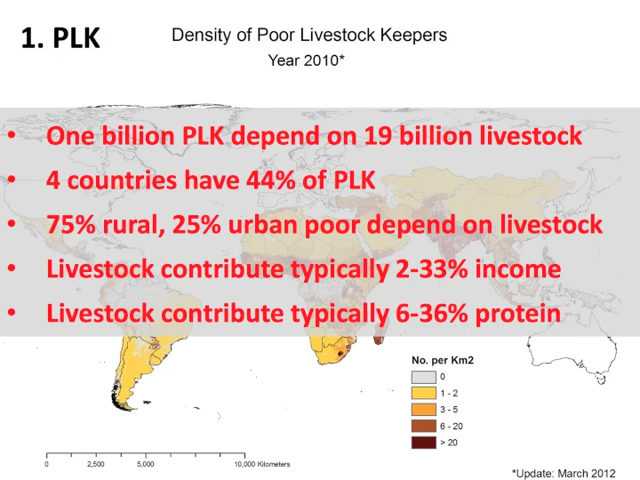 1. PLK
Density of Poor Livestock Keepers
Year 2010*
• One billion PLK depend on 19 billion livestock
• 4 countries have 44% of PLK
• 75% rural, 25% urban poor depend on livestock
• Livestock contribute typically 2-33% income
• Livestock contribute typically 6-36% protein
No. per Km2
0
1 - 2
3 - 5
6 - 20
> 20
0 2,500 5,000 10,000 Kilometers
*Update: March 2012